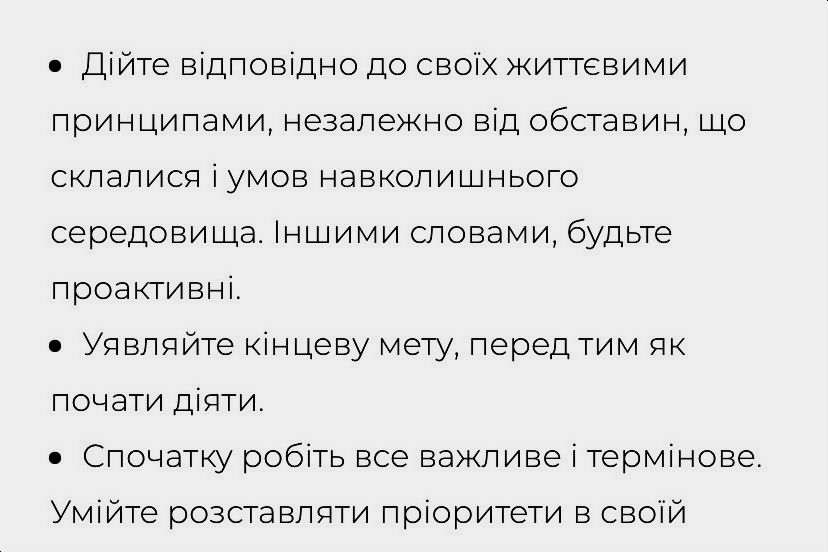 • Дійте відповідно до своїх життєвими
принципами, незалежно від обставин, що
склалися і умов навколишнього
середовища. Іншими словами, будьте
проактивні.
• Уявляйте кінцеву мету, перед тим як
почати діяти.
• Спочатку робіть все важливе і термінове.
Умійте розставляти пріоритети в своїй